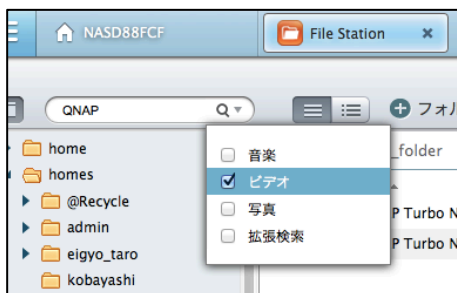 NASD88FCF
File Station
QNAP
フォル
home
homes
@Recycle
admin
eigyo_taro
kobayashi
音楽
ビデオ
写真
拡張検索
_folder
P Turbo N
P Turbo N